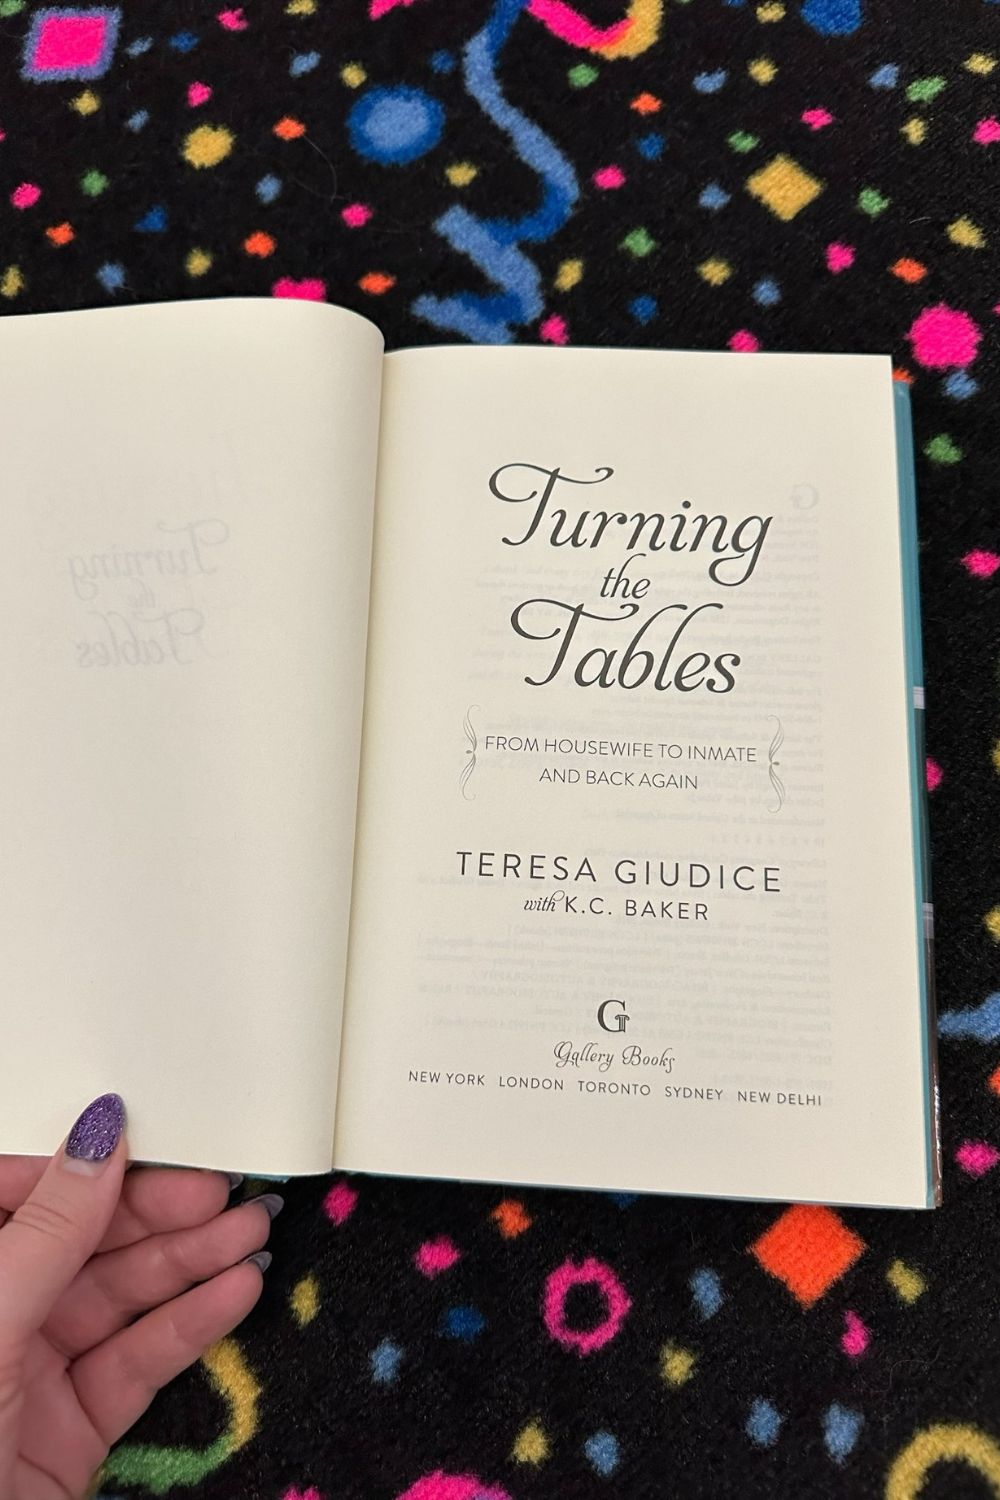 Turning
the
Tables
FROM HOUSEWIFE TO INMATE
AND BACK AGAIN
TERESA GIUDICE
with K.C. BAKER
G
Gallery Books
NEW YORK LONDON TORONTO SYDNEY NEW DELHI